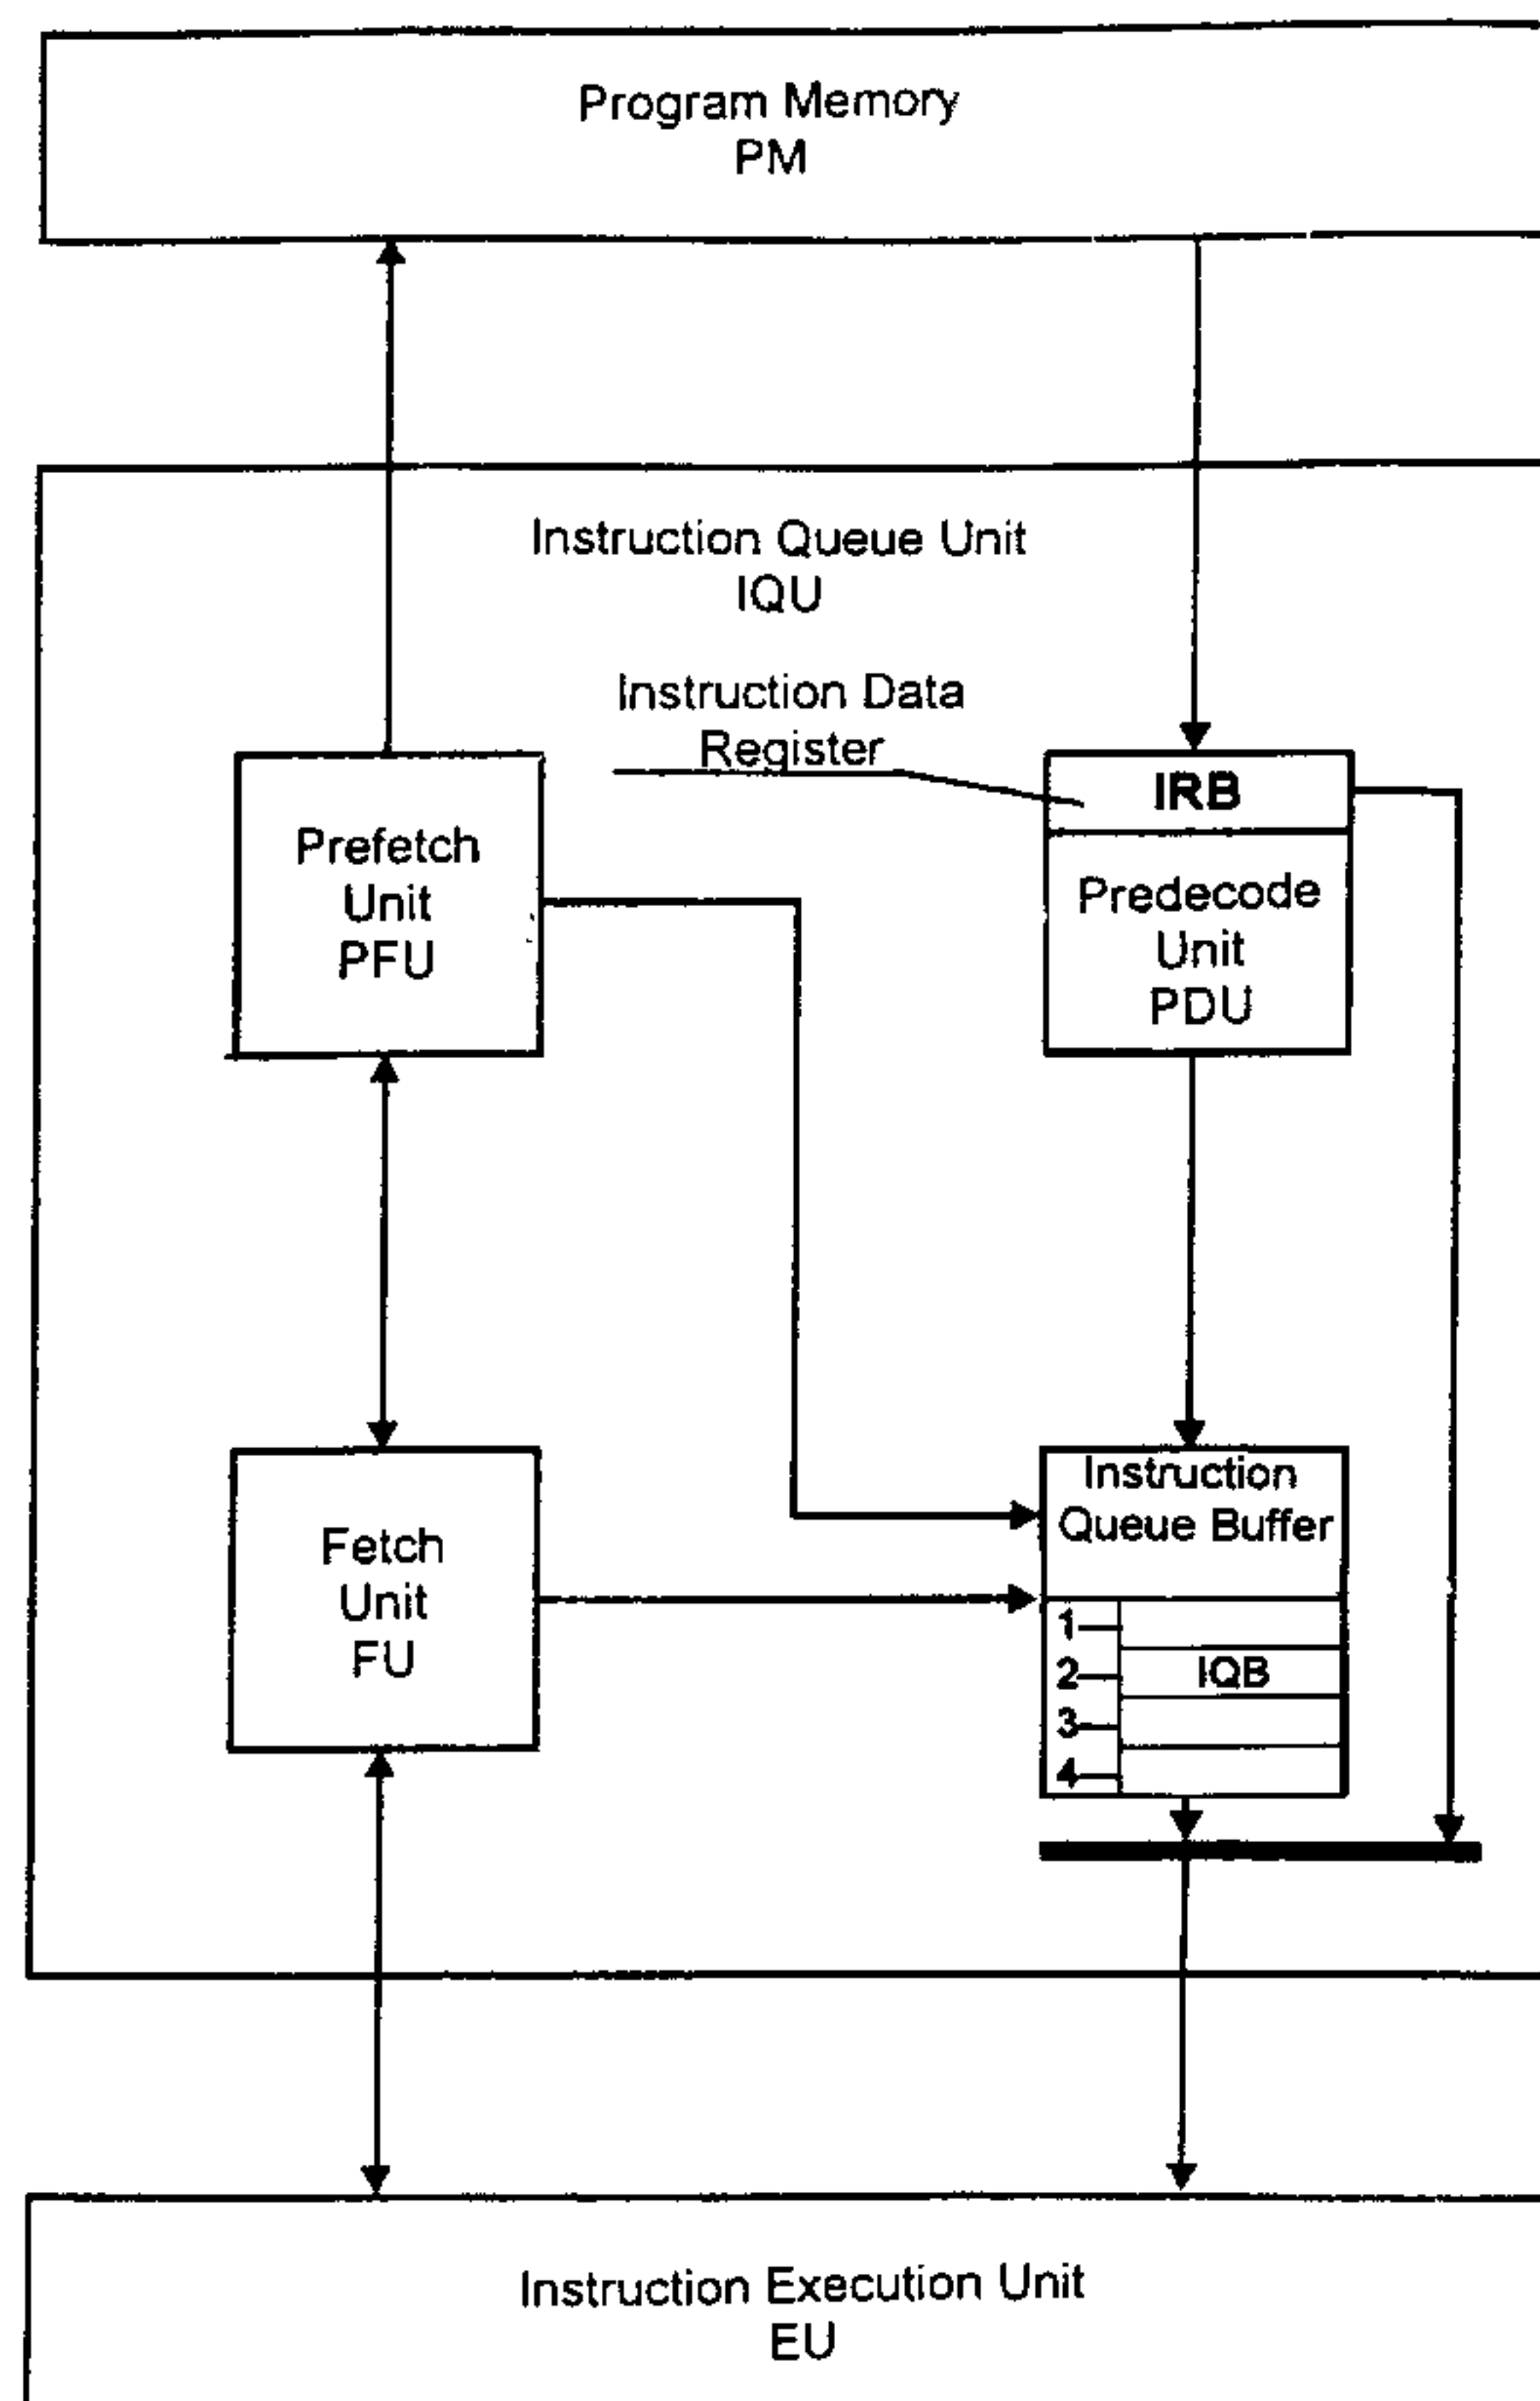 Program Memory
PM
Instruction Queue Unit
IQU
Instruction Data
Register
IRB
Prefetch
Unit
PFU
Predecode
Unit
PDU
Fetch
Unit
FU
Instruction
Queue Buffer
1
2
IQB
3
4
Instruction Execution Unit
EU